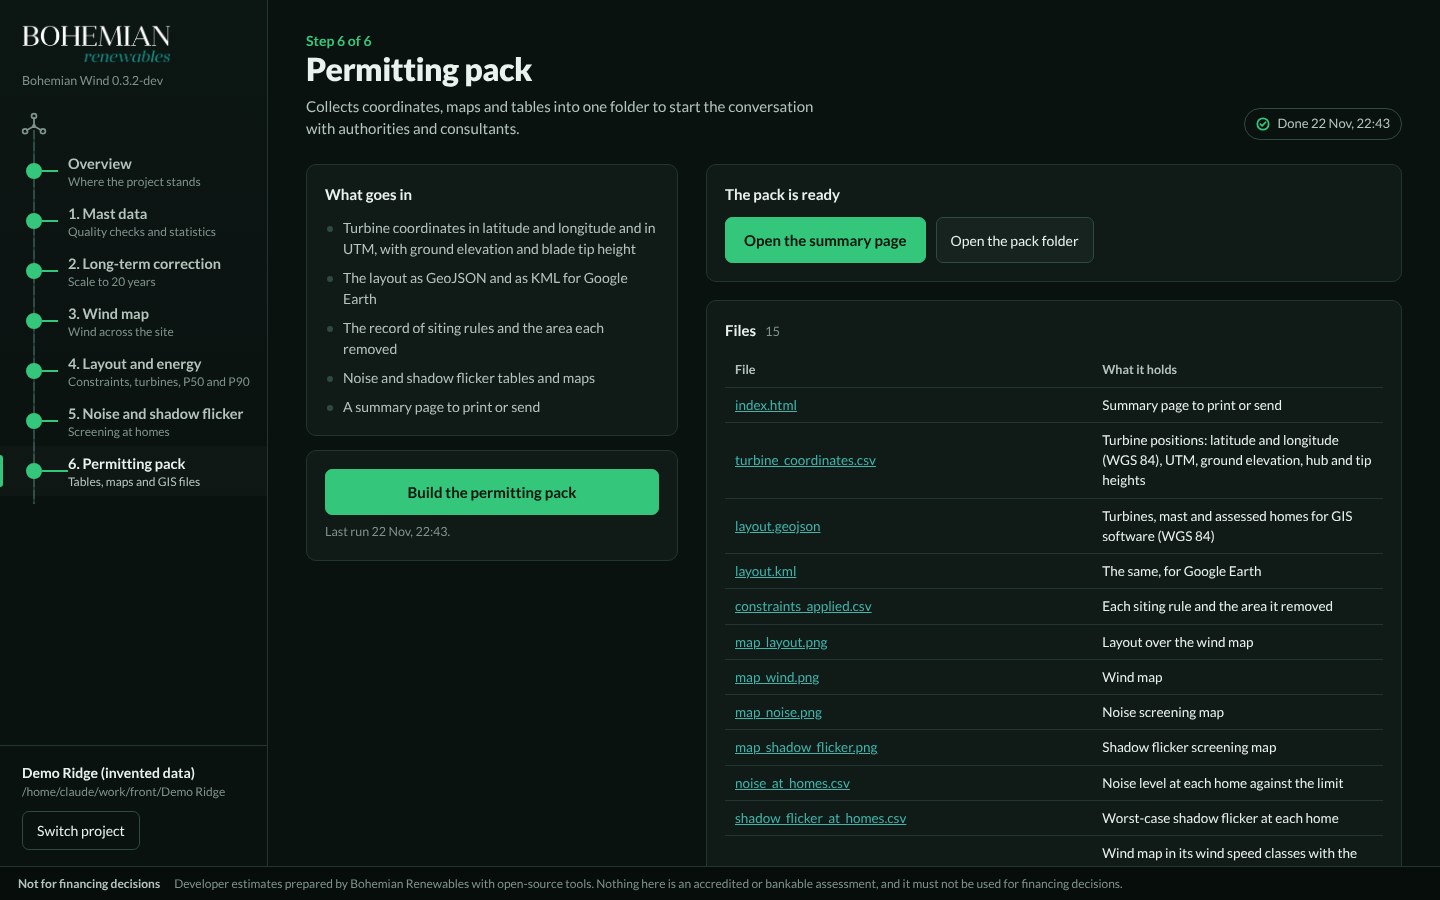 BOHEMIAN
renewables
Bohemian Wind 0.3.2-dev
Overview
Where the project stands
1. Mast data
Quality checks and statistics
2. Long-term correction
Scale to 20 years
3. Wind map
Wind across the site
4. Layout and energy
Constraints, turbines, P50 and P90
5. Noise and shadow flicker
Screening at homes
6. Permitting pack
Tables, maps and GIS files
Demo Ridge (invented data)
/home/claude/work/front/Demo Ridge
Switch project
Step 6 of 6
Permitting pack
Collects coordinates, maps and tables into one folder to start the conversation
with authorities and consultants.
Done 22 Nov, 22:43
What goes in
Turbine coordinates in latitude and longitude and in
UTM, with ground elevation and blade tip height
The layout as GeoJSON and as KML for Google
Earth
The record of siting rules and the area each
removed
Noise and shadow flicker tables and maps
A summary page to print or send
Build the permitting pack
Last run 22 Nov, 22:43.
The pack is ready
Open the summary page
Open the pack folder
Files 15
File What it holds
index.html Summary page to print or send
turbine_coordinates.csv Turbine positions: latitude and longitude
(WGS 84), UTM, ground elevation, hub and tip
heights
layout.geojson Turbines, mast and assessed homes for GIS
software (WGS 84)
layout.kml The same, for Google Earth
constraints_applied.csv Each siting rule and the area it removed
map_layout.png Layout over the wind map
map_wind.png Wind map
map_noise.png Noise screening map
map_shadow_flicker.png Shadow flicker screening map
noise_at_homes.csv Noise level at each home against the limit
shadow_flicker_at_homes.csv Worst-case shadow flicker at each home
Wind map in its wind speed classes with the
Not for financing decisions Developer estimates prepared by Bohemian Renewables with open-source tools. Nothing here is an accredited or bankable assessment, and it must not be used for financing decisions.